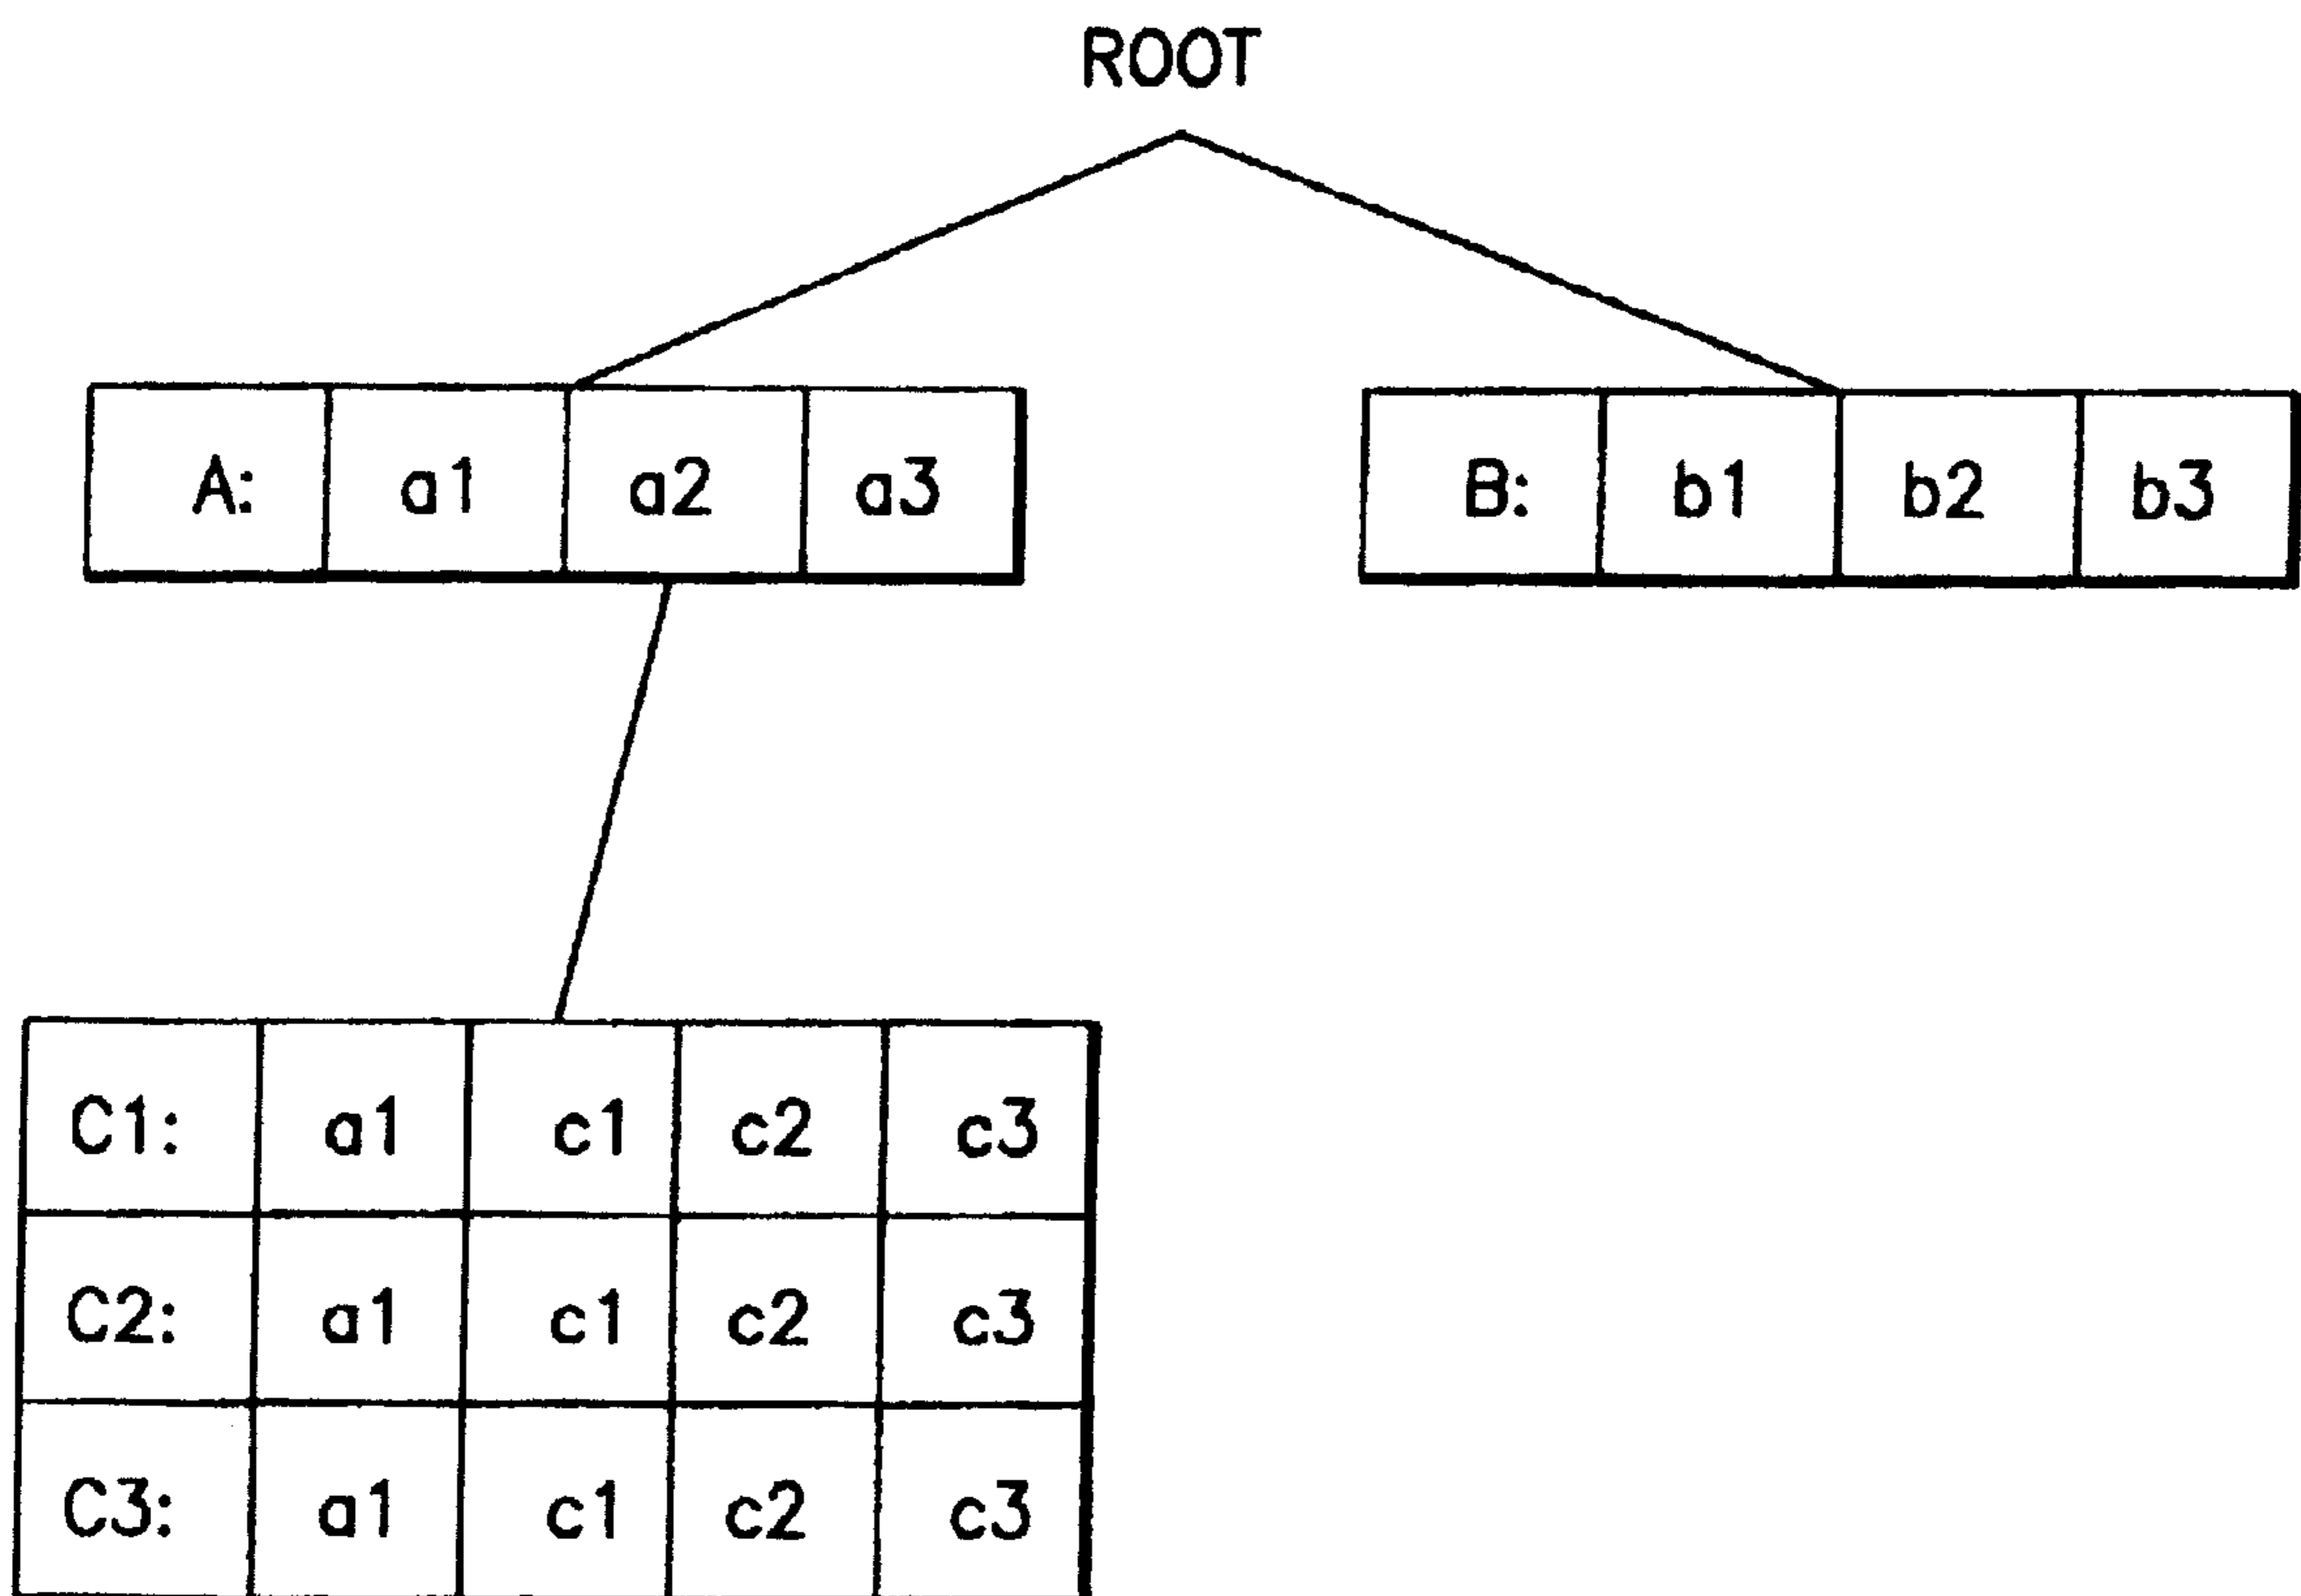 ROOT
A: a1 a2 a3 B: b1 b2 b3
C1: a1 c1 c2 c3
C2: a1 c1 c2 c3
C3: a1 c1 c2 c3